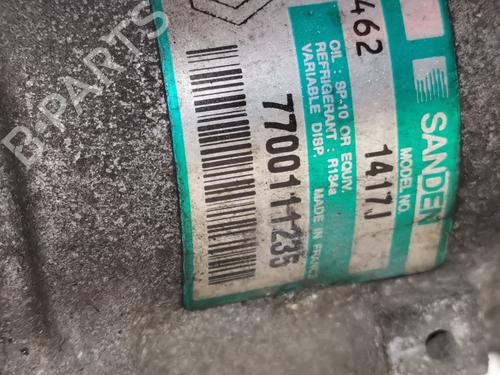 SANDEN
MODEL NO.
1417J
462
OIL : SP-10 OR EQUIV.
REFRIGERANT : R134a
VARIABLE DISP. MADE IN FRANCE
7700111235
B-PARTS